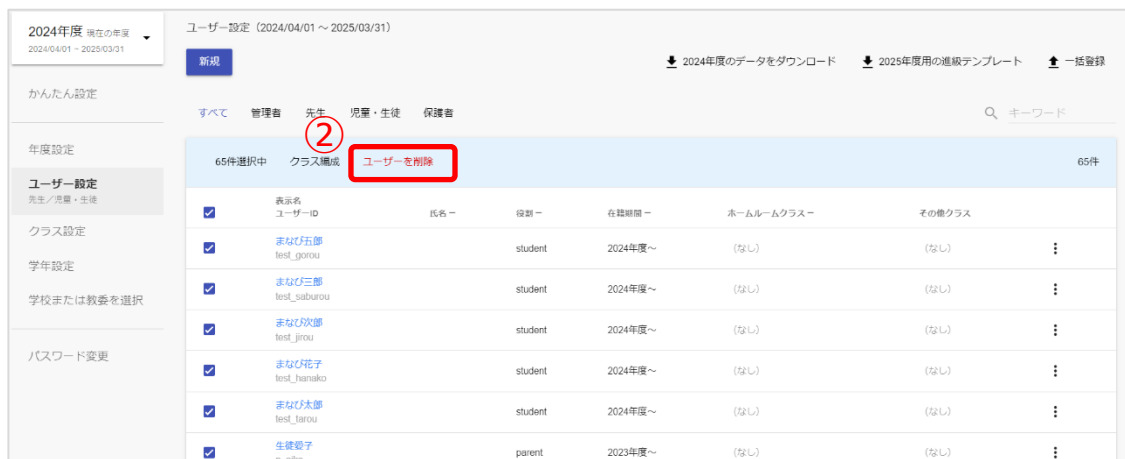 2024年度 現在の年度
2024/04/01 ~ 2025/03/31
かんたん設定
年度設定
ユーザー設定
先生／児童・生徒
クラス設定
学年設定
学校または教委を選択
パスワード変更
ユーザー設定（2024/04/01 ～ 2025/03/31）
新規
2024年度のデータをダウンロード 2025年度用の進級テンプレート 一括登録
すべて 管理者 先生 児童・生徒 保護者 キーワード
②
65件選択中 クラス編成 ユーザーを削除 65件
表示名
ユーザーID 氏名 ー 役割 ー 在籍期間 ー ホームルームクラス ー その他クラス
まなび五郎
test_gorou student 2024年度～ (なし) (なし)
まなび三郎
test_saburou student 2024年度～ (なし) (なし)
まなび次郎
test_jirou student 2024年度～ (なし) (なし)
まなび花子
test_hanako student 2024年度～ (なし) (なし)
まなび太郎
test_tarou student 2024年度～ (なし) (なし)
生徒愛子
parent 2023年度～ (なし) (なし)